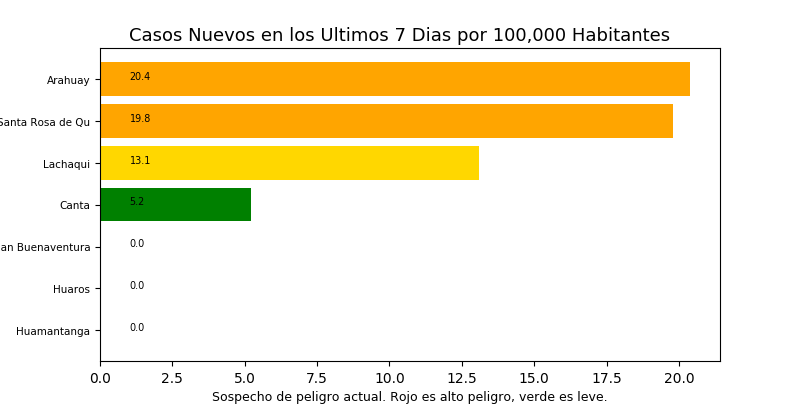 Casos Nuevos en los Ultimos 7 Dias por 100,000 Habitantes
Arahuay 20.4
Santa Rosa de Qu 19.8
Lachaqui 13.1
Canta 5.2
an Buenaventura 0.0
Huaros 0.0
Huamantanga 0.0
0.0 2.5 5.0 7.5 10.0 12.5 15.0 17.5 20.0
Sospecho de peligro actual. Rojo es alto peligro, verde es leve.